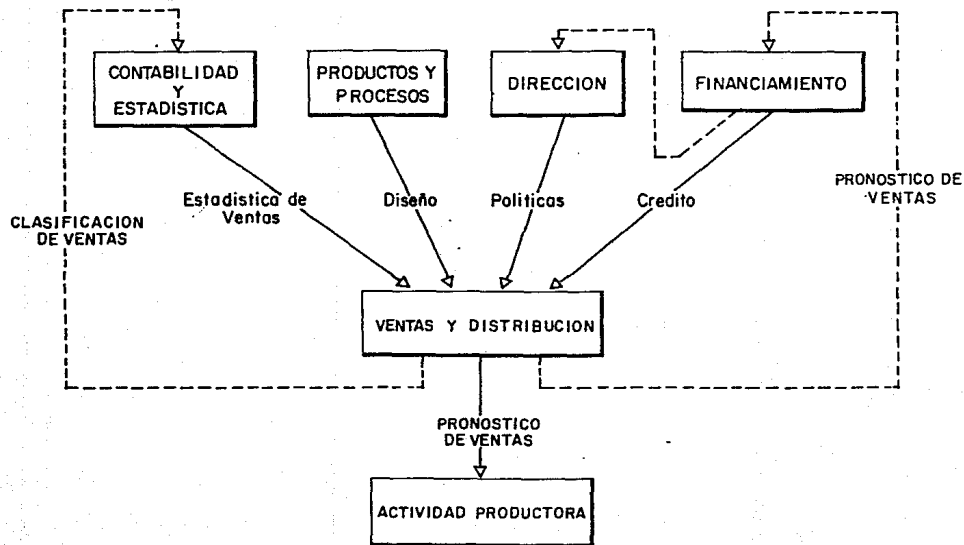 CONTABILIDAD
Y
ESTADISTICA
PRODUCTOS Y
PROCESOS
DIRECCION
FINANCIAMIENTO
Estadistica de
Ventas
Diseño
Politicas
Credito
PRONOSTICO DE
VENTAS
CLASIFICACION
DE VENTAS
VENTAS Y DISTRIBUCION
PRONOSTICO
DE VENTAS
ACTIVIDAD PRODUCTORA